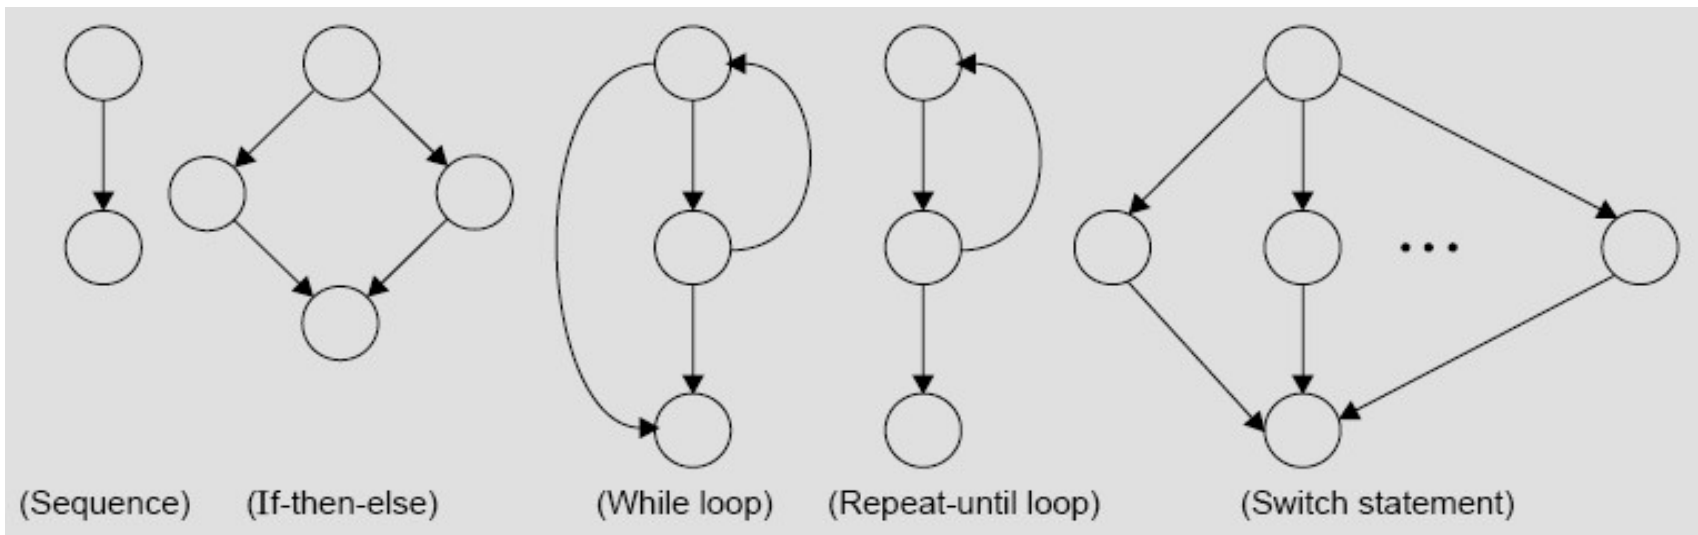 (Sequence) (If-then-else) (While loop) (Repeat-until loop) (Switch statement)